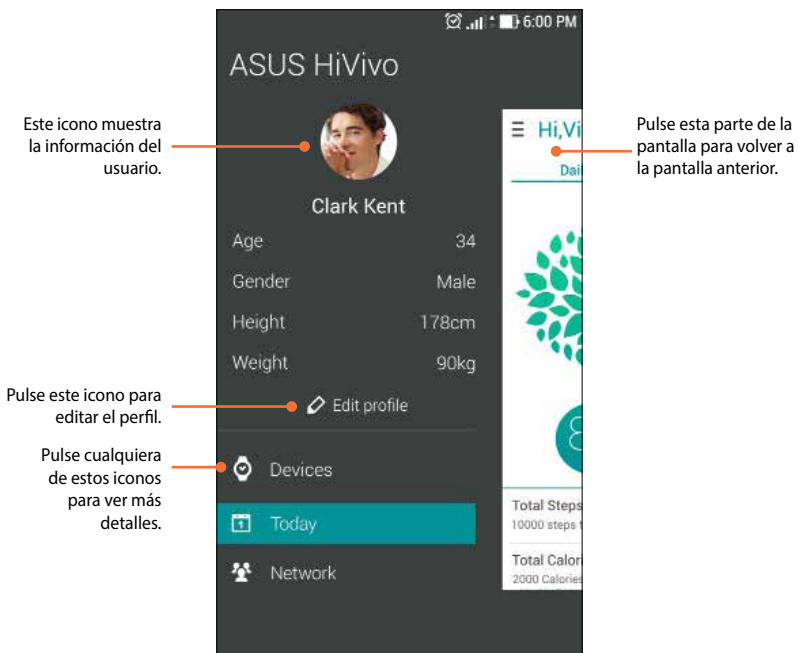 6:00 PM
ASUS HiVivo
Este icono muestra
la información del
usuario.
Hi,Vi
Dail
Pulse esta parte de la
pantalla para volver a
la pantalla anterior.
Clark Kent
Age 34
Gender Male
Height 178cm
Weight 90kg
Pulse este icono para
editar el perfil.
Edit profile
Pulse cualquiera
de estos iconos
para ver más
detalles.
Devices
Today
Network
8
Total Steps
10000 steps t
Total Calori
2000 Calories